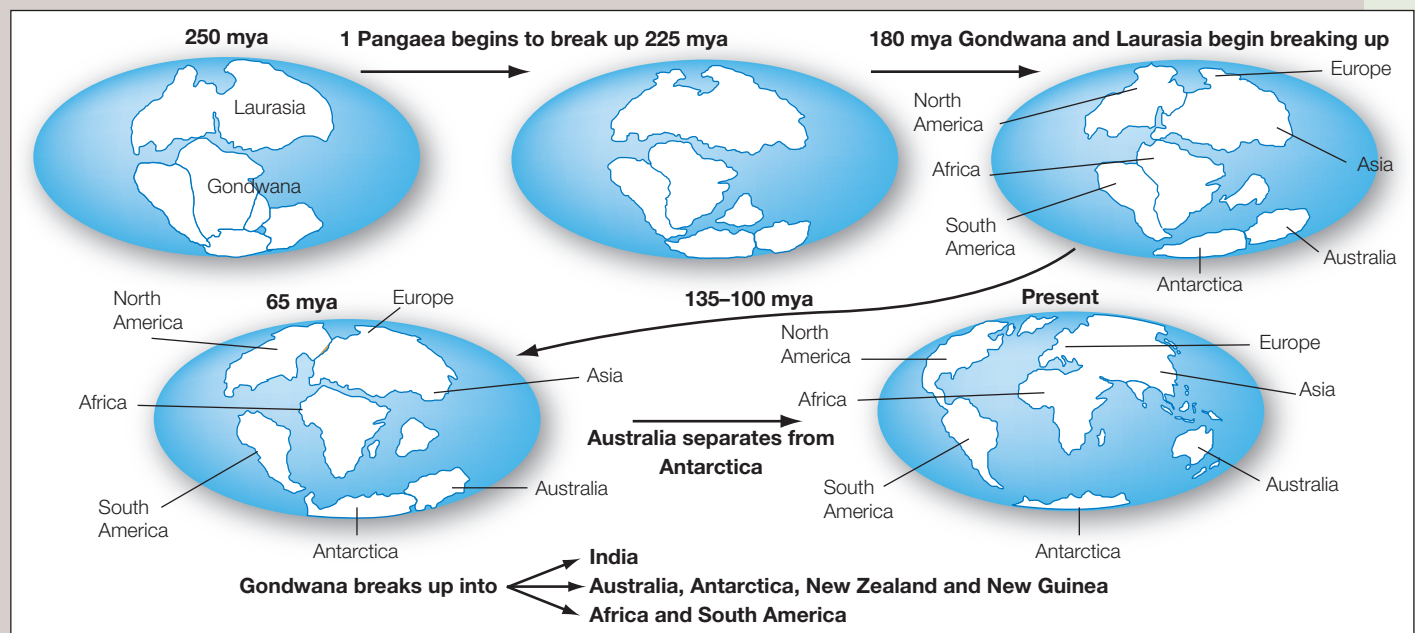 250 mya
1 Pangaea begins to break up 225 mya
180 mya Gondwana and Laurasia begin breaking up
Laurasia
Gondwana
Europe
North
America
Africa
Asia
South
America
Australia
Antarctica
65 mya
135–100 mya
Present
North
America
Europe
Asia
Africa
South
America
Australia
Antarctica
Australia separates from
Antarctica
North
America
Europe
Asia
Africa
South
America
Australia
Antarctica
Gondwana breaks up into
India
Australia, Antarctica, New Zealand and New Guinea
Africa and South America